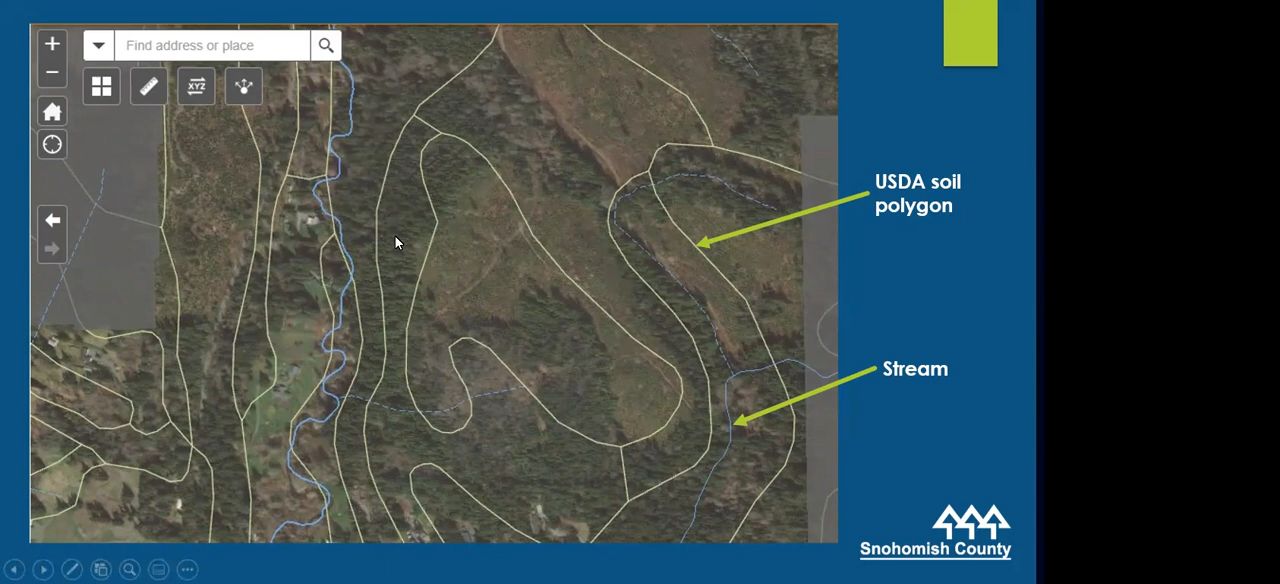 Find address or place
XYZ
USDA soil
polygon
Stream
Snohomish County